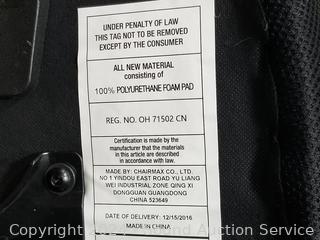 UNDER PENALTY OF LAW
THIS TAG NOT TO BE REMOVED
EXCEPT BY THE CONSUMER
ALL NEW MATERIAL
consisting of
100% POLYURETHANE FOAM PAD
REG. NO. OH 71502 CN
Certification is made by the
manufacturer that the materials
in this article are described
in accordance with law.
MADE BY: CHAIRMAX CO., LTD.
NO 1 YINDOU EAST ROAD YU LIANG
WEI INDUSTRIAL ZONE QING XI
DONGGUAN GUANGDONG
CHINA 523649
DATE OF DELIVERY: 12/15/2016
MADE IN CHINA
Auction Service